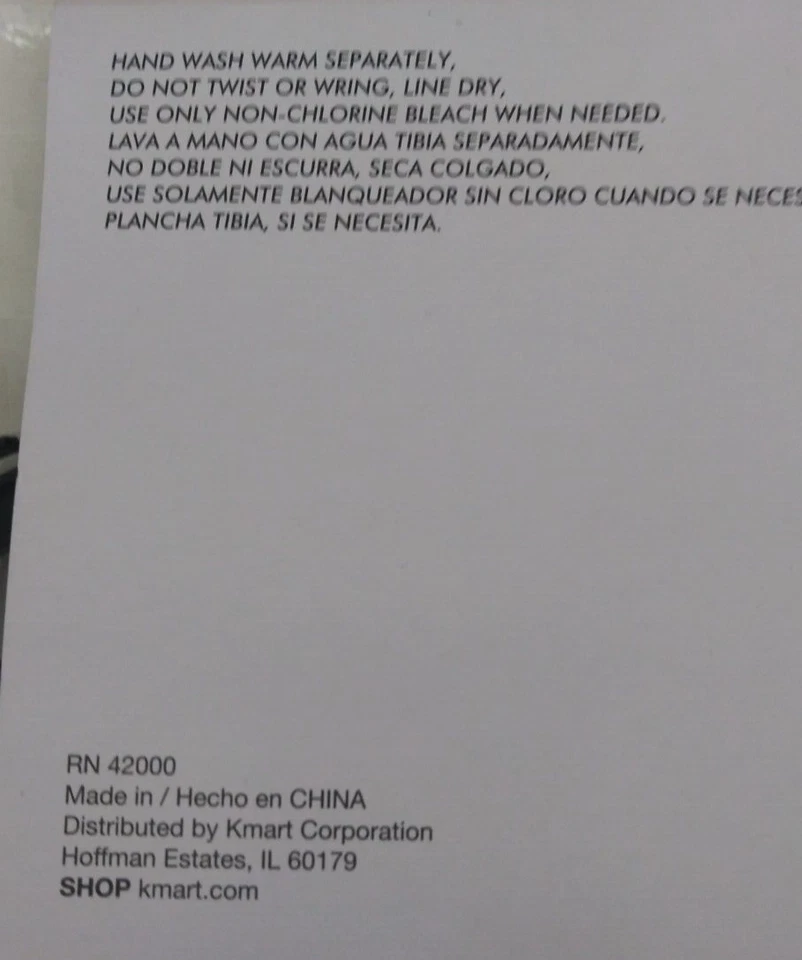 HAND WASH WARM SEPARATELY,
DO NOT TWIST OR WRING, LINE DRY,
USE ONLY NON-CHLORINE BLEACH WHEN NEEDED.
LAVA A MANO CON AGUA TIBIA SEPARADAMENTE,
NO DOBLE NI ESCURRA, SECA COLGADO,
USE SOLAMENTE BLANQUEADOR SIN CLORO CUANDO SE
PLANCHA TIBIA, SI SE NECESITA.
RN 42000
Made in / Hecho en CHINA
Distributed by Kmart Corporation
Hoffman Estates, IL 60179
SHOP kmart.com